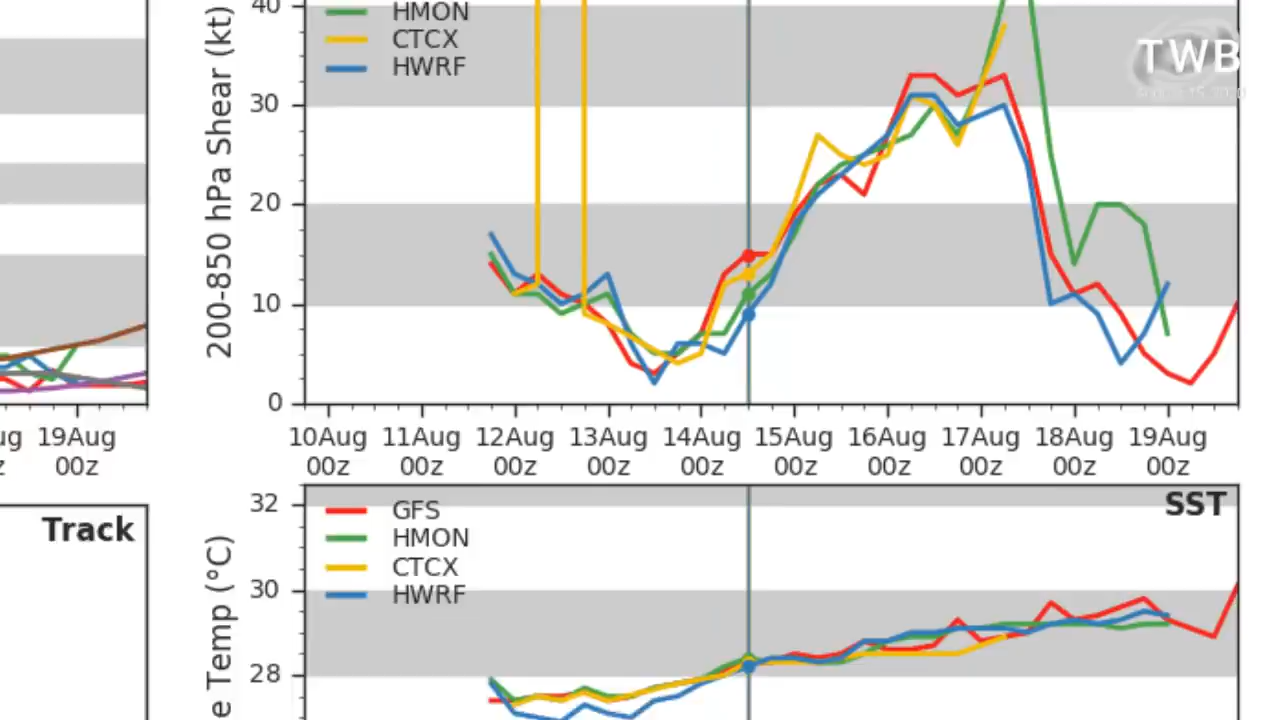 40
HMON
CTCX
HWRF
TWB
30
20
10
0
200-850 hPa Shear (kt)
19Aug
00z
10Aug 11Aug 12Aug 13Aug 14Aug 15Aug 16Aug 17Aug 18Aug 19Aug
00z 00z 00z 00z 00z 00z 00z 00z 00z 00z
Track
SST
32
GFS
HMON
CTCX
HWRF
30
28
e Temp (°C)